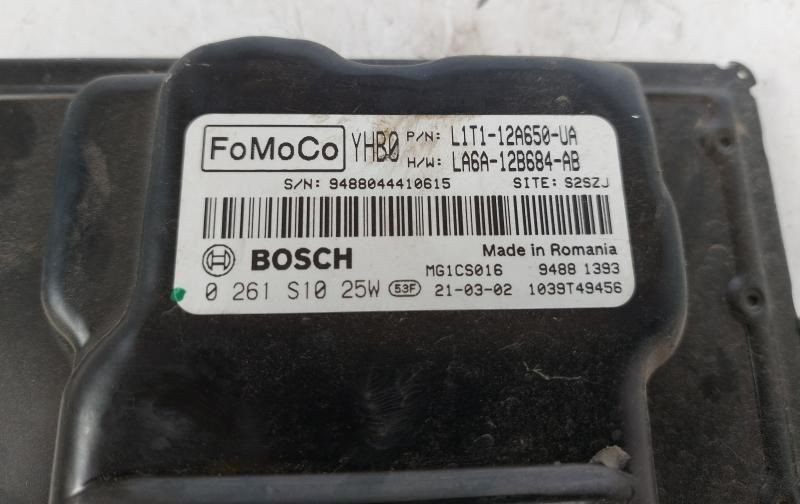 FoMoCo YHB0 P/N: L1T1-12A650-UA
H/W: LA6A-12B684-AB
S/N: 9488044410615 SITE: S2SZJ
BOSCH Made in Romania
MG1CS016 9488 1393
0 261 S10 25W 53F 21-03-02 1039T49456